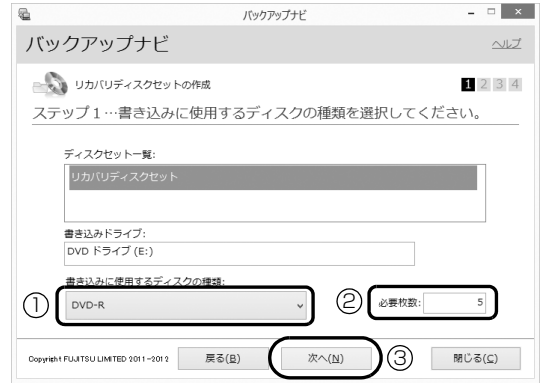 バックアップナビ
バックアップナビ
ヘルプ
リカバリディスクセットの作成
1 2 3 4
ステップ1…書き込みに使用するディスクの種類を選択してください。
ディスクセット一覧:
リカバリディスクセット
書き込みドライブ:
DVD ドライブ (E:)
書き込みに使用するディスクの種類:
① DVD-R
② 必要枚数: 5
Copyright FUJITSU LIMITED 2011-2012
戻る(B)
次へ(N) ③
閉じる(C)